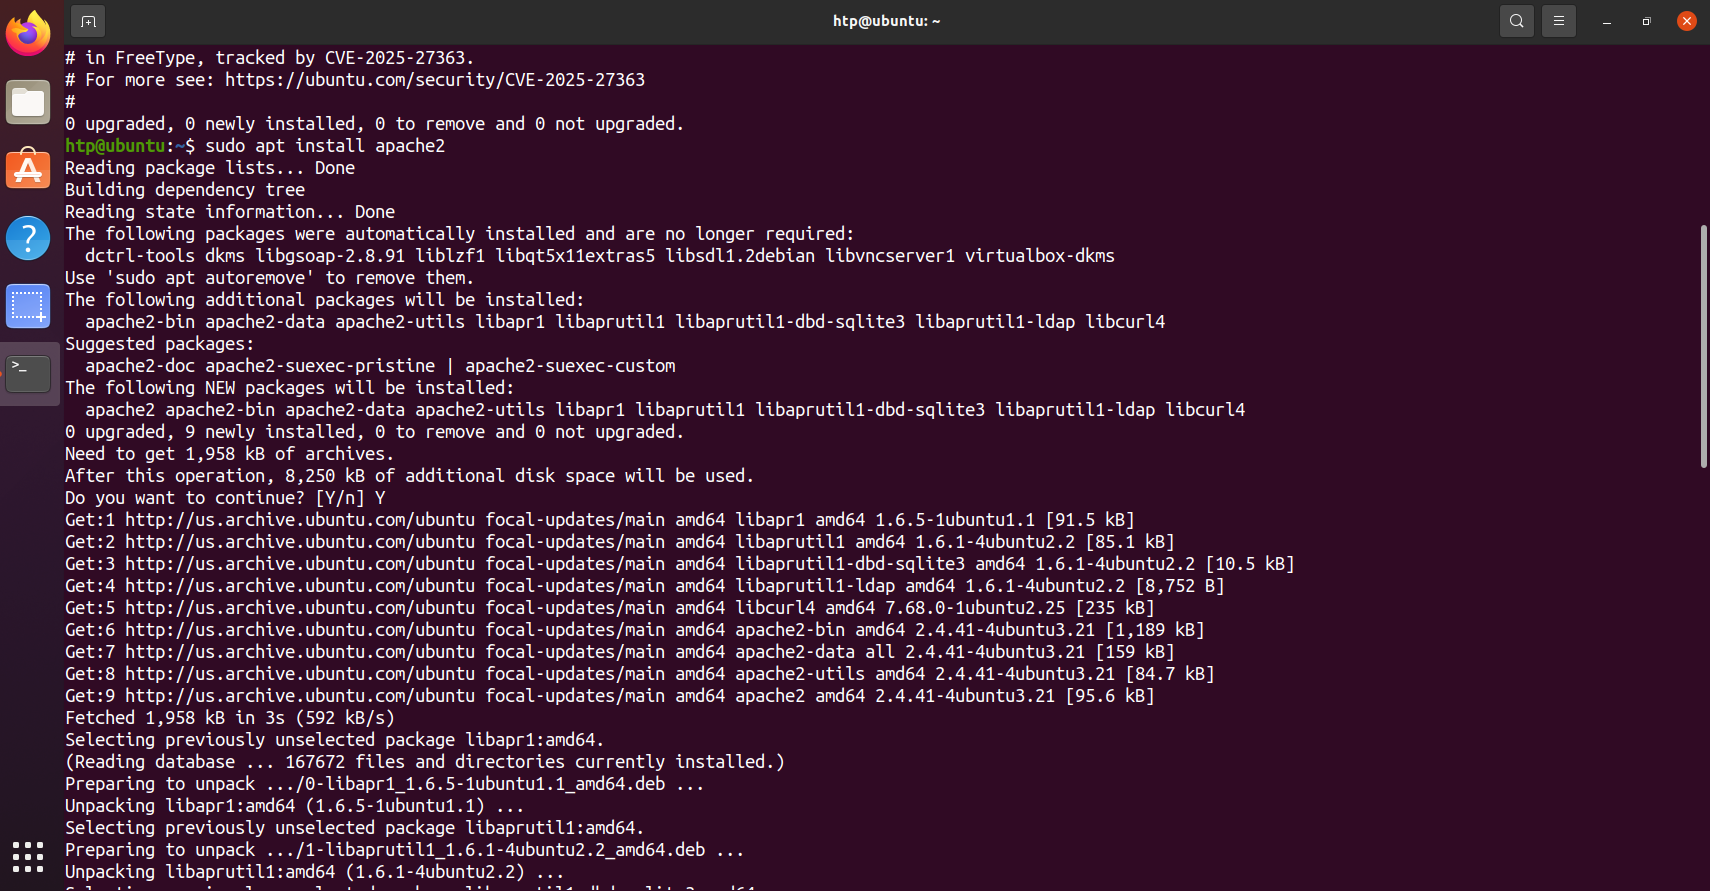 htp@ubuntu: ~
# in FreeType, tracked by CVE-2025-27363.
# For more see: https://ubuntu.com/security/CVE-2025-27363
#
0 upgraded, 0 newly installed, 0 to remove and 0 not upgraded.
htp@ubuntu:~$ sudo apt install apache2
Reading package lists... Done
Building dependency tree
Reading state information... Done
The following packages were automatically installed and are no longer required:
  dctrl-tools dkms libgsoap-2.8.91 liblzf1 libqt5x11extras5 libsdl1.2debian libvncserver1 virtualbox-dkms
Use 'sudo apt autoremove' to remove them.
The following additional packages will be installed:
  apache2-bin apache2-data apache2-utils libapr1 libaprutil1 libaprutil1-dbd-sqlite3 libaprutil1-ldap libcurl4
Suggested packages:
  apache2-doc apache2-suexec-pristine | apache2-suexec-custom
The following NEW packages will be installed:
  apache2 apache2-bin apache2-data apache2-utils libapr1 libaprutil1 libaprutil1-dbd-sqlite3 libaprutil1-ldap libcurl4
0 upgraded, 9 newly installed, 0 to remove and 0 not upgraded.
Need to get 1,958 kB of archives.
After this operation, 8,250 kB of additional disk space will be used.
Do you want to continue? [Y/n] Y
Get:1 http://us.archive.ubuntu.com/ubuntu focal-updates/main amd64 libapr1 amd64 1.6.5-1ubuntu1.1 [91.5 kB]
Get:2 http://us.archive.ubuntu.com/ubuntu focal-updates/main amd64 libaprutil1 amd64 1.6.1-4ubuntu2.2 [85.1 kB]
Get:3 http://us.archive.ubuntu.com/ubuntu focal-updates/main amd64 libaprutil1-dbd-sqlite3 amd64 1.6.1-4ubuntu2.2 [10.5 kB]
Get:4 http://us.archive.ubuntu.com/ubuntu focal-updates/main amd64 libaprutil1-ldap amd64 1.6.1-4ubuntu2.2 [8,752 B]
Get:5 http://us.archive.ubuntu.com/ubuntu focal-updates/main amd64 libcurl4 amd64 7.68.0-1ubuntu2.25 [235 kB]
Get:6 http://us.archive.ubuntu.com/ubuntu focal-updates/main amd64 apache2-bin amd64 2.4.41-4ubuntu3.21 [1,189 kB]
Get:7 http://us.archive.ubuntu.com/ubuntu focal-updates/main amd64 apache2-data all 2.4.41-4ubuntu3.21 [159 kB]
Get:8 http://us.archive.ubuntu.com/ubuntu focal-updates/main amd64 apache2-utils amd64 2.4.41-4ubuntu3.21 [84.7 kB]
Get:9 http://us.archive.ubuntu.com/ubuntu focal-updates/main amd64 apache2 amd64 2.4.41-4ubuntu3.21 [95.6 kB]
Fetched 1,958 kB in 3s (592 kB/s)
Selecting previously unselected package libapr1:amd64.
(Reading database ... 167672 files and directories currently installed.)
Preparing to unpack .../0-libapr1_1.6.5-1ubuntu1.1_amd64.deb ...
Unpacking libapr1:amd64 (1.6.5-1ubuntu1.1) ...
Selecting previously unselected package libaprutil1:amd64.
Preparing to unpack .../1-libaprutil1_1.6.1-4ubuntu2.2_amd64.deb ...
Unpacking libaprutil1:amd64 (1.6.1-4ubuntu2.2) ...